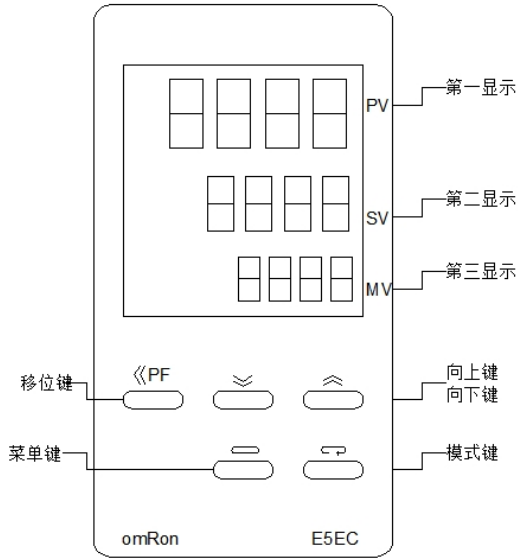 PV
第一显示
SV
第二显示
MV
第三显示
移位键
《PF
向上键
向下键
菜单键
模式键
omRon
E5EC